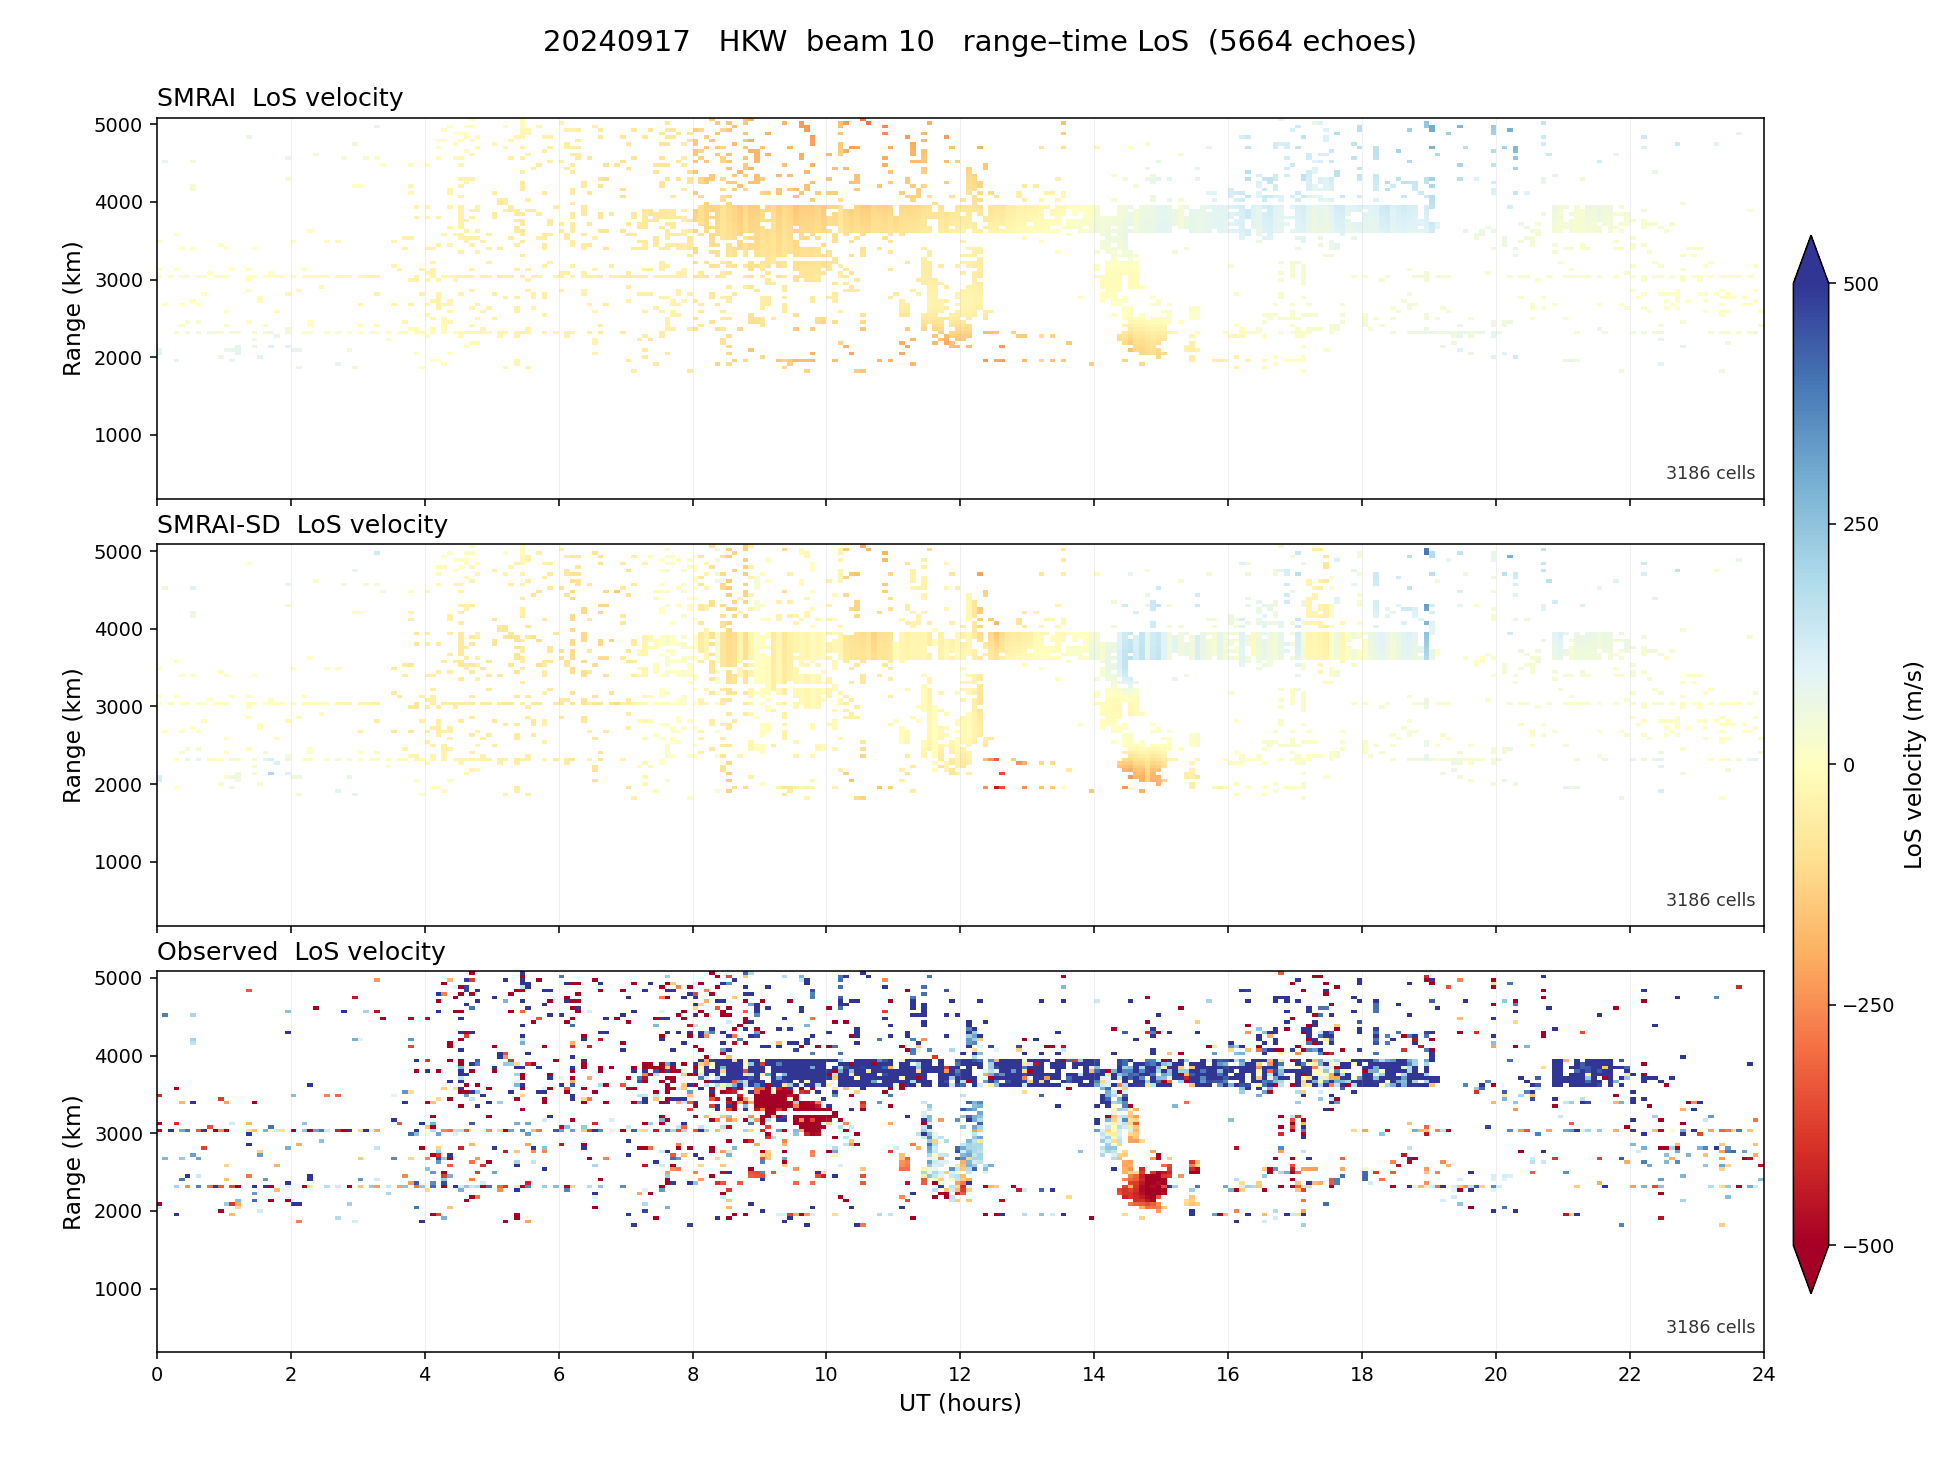 20240917   HKW  beam 10   range–time LoS  (5664 echoes)
SMRAI  LoS velocity
5000
4000
3000
2000
1000
Range (km)
3186 cells
SMRAI-SD  LoS velocity
5000
4000
3000
2000
1000
Range (km)
3186 cells
Observed  LoS velocity
5000
4000
3000
2000
1000
Range (km)
3186 cells
0 2 4 6 8 10 12 14 16 18 20 22 24
UT (hours)
500
250
0
−250
−500
LoS velocity (m/s)